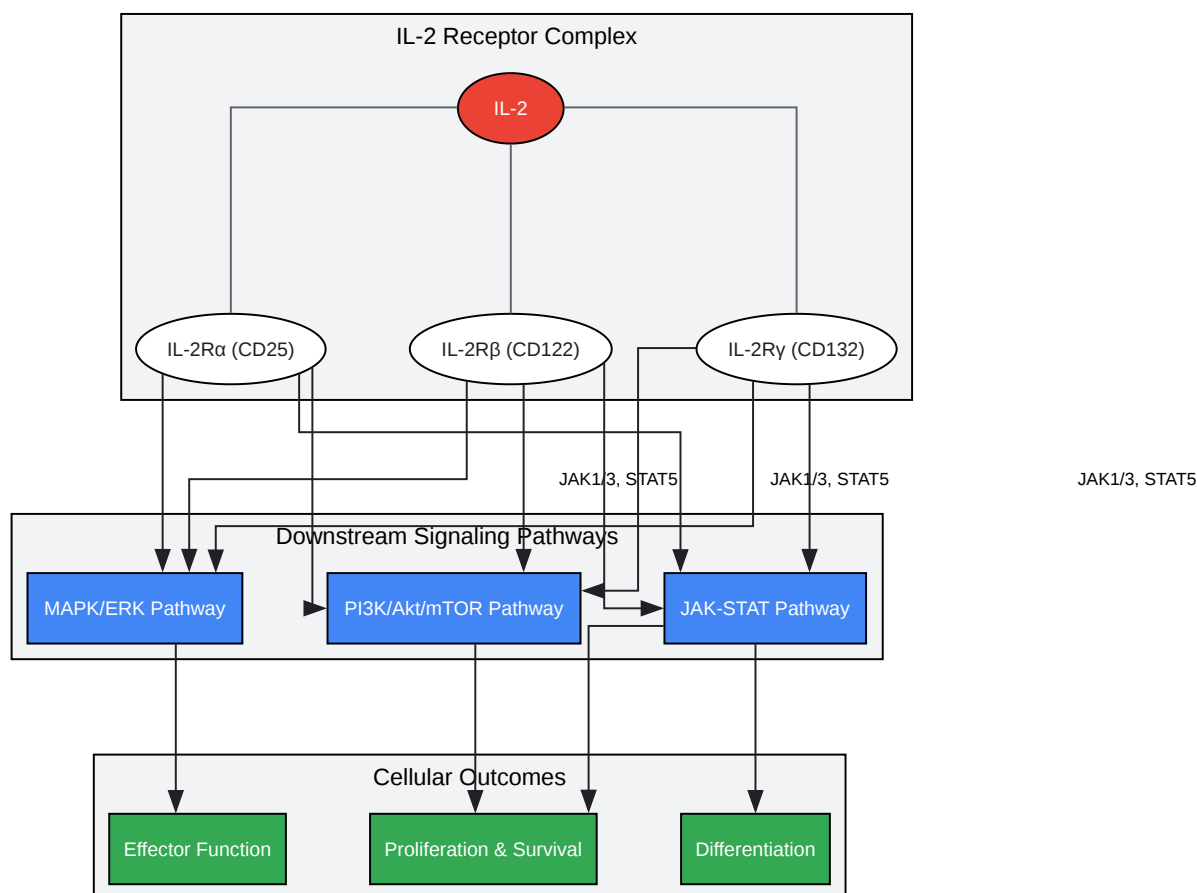 IL-2 Receptor Complex
IL-2
IL-2Rα (CD25)
IL-2Rβ (CD122)
IL-2Rγ (CD132)
JAK1/3, STAT5
JAK1/3, STAT5
JAK1/3, STAT5
Downstream Signaling Pathways
MAPK/ERK Pathway
PI3K/Akt/mTOR Pathway
JAK-STAT Pathway
Cellular Outcomes
Effector Function
Proliferation & Survival
Differentiation